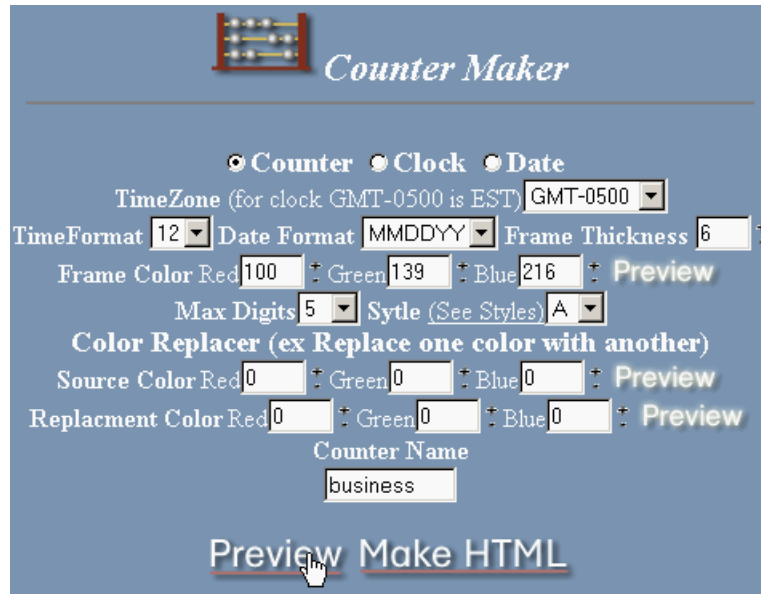 Counter Maker
Counter Clock Date
TimeZone (for clock GMT-0500 is EST) GMT-0500
TimeFormat 12 Date Format MMDDYY Frame Thickness 6
Frame Color Red 100 Green 139 Blue 216 Preview
Max Digits 5 Sytle (See Styles) A
Color Replacer (ex Replace one color with another)
Source Color Red 0 Green 0 Blue 0 Preview
Replacment Color Red 0 Green 0 Blue 0 Preview
Counter Name
business
Preview Make HTML